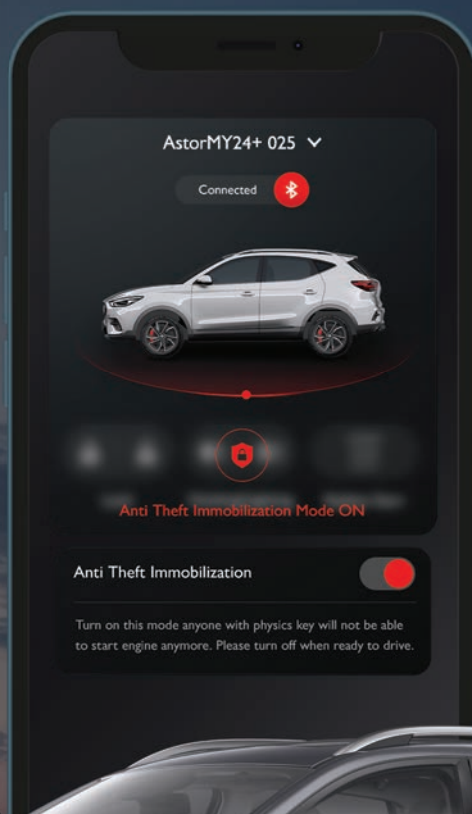 AstorMY24+ 025
Connected
Anti Theft Immobilization Mode ON
Anti Theft Immobilization
Turn on this mode anyone with physics key will not be able
to start engine anymore. Please turn off when ready to drive.